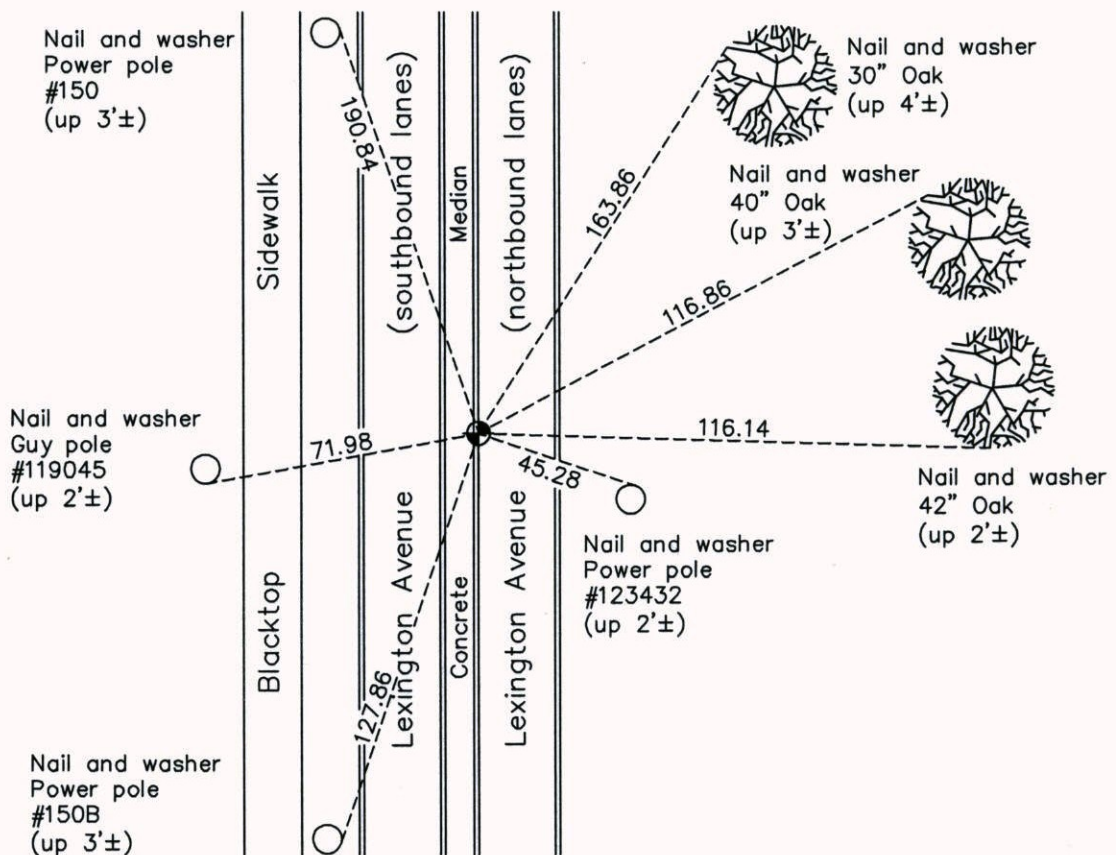 Nail and washer
Power pole
#150
(up 3'±)
190.84
Sidewalk
(southbound lanes)
Median
(northbound lanes)
163.86
Nail and washer
30" Oak
(up 4'±)
Nail and washer
40" Oak
(up 3'±)
116.86
Nail and washer
Guy pole
#119045
(up 2'±)
71.98
116.14
45.28
Nail and washer
42" Oak
(up 2'±)
Nail and washer
Power pole
#123432
(up 2'±)
Blacktop
Lexington Avenue
Concrete
Lexington Avenue
127.86
Nail and washer
Power pole
#150B
(up 3'±)